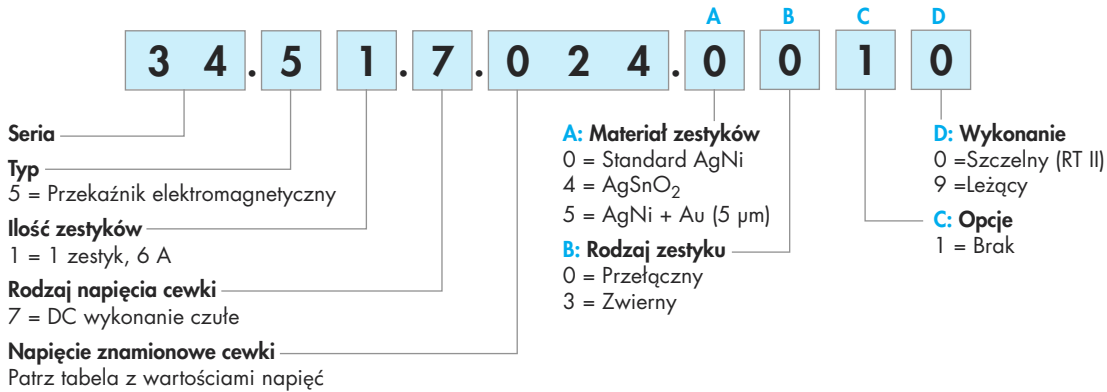 A B C D
3 4 . 5 1 . 7 . 0 2 4 . 0 0 1 0
Seria
Typ
5 = Przekaźnik elektromagnetyczny
Ilość zestyków
1 = 1 zestyk, 6 A
Rodzaj napięcia cewki
7 = DC wykonanie czułe
Napięcie znamionowe cewki
Patrz tabela z wartościami napięć
A: Materiał zestyków
0 = Standard AgNi
4 = AgSnO₂
5 = AgNi + Au (5 µm)
B: Rodzaj zestyku
0 = Przełączny
3 = Zwierny
D: Wykonanie
0 =Szczelny (RT II)
9 =Leżący
C: Opcje
1 = Brak